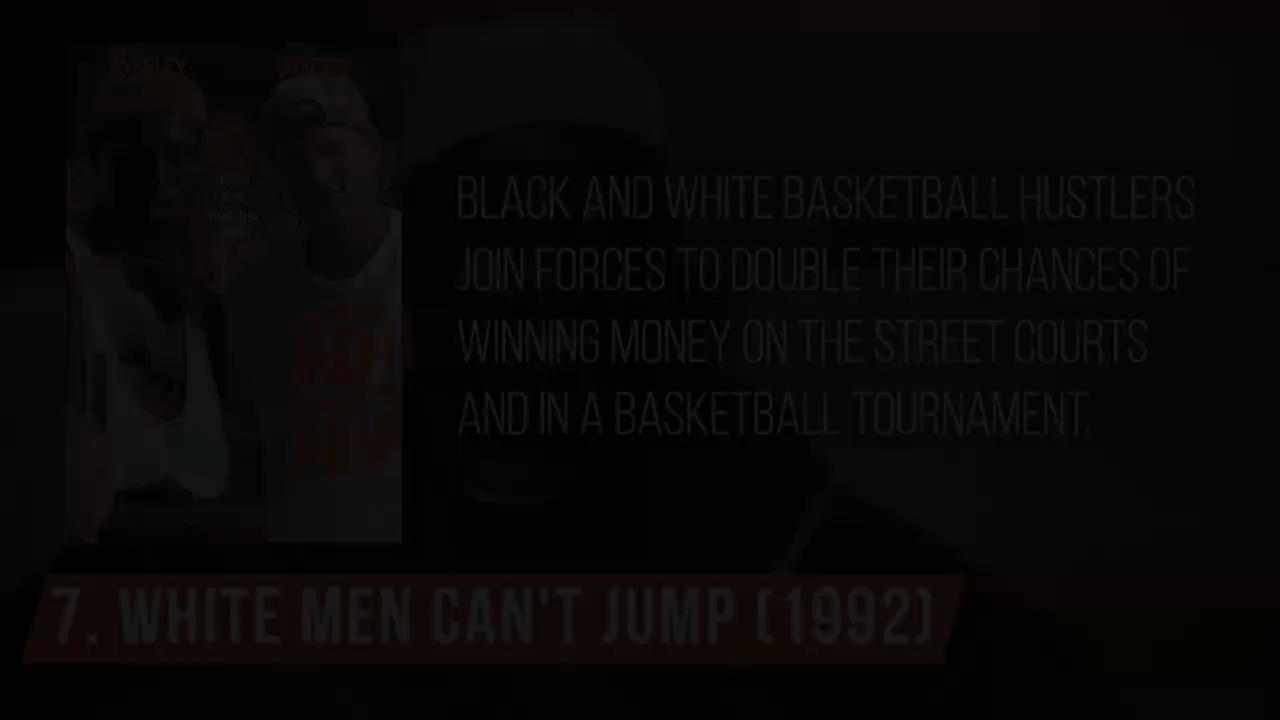 BLACK AND WHITE BASKETBALL HUSTLERS
JOIN FORCES TO DOUBLE THEIR CHANCES OF
WINNING MONEY ON THE STREET COURTS
AND IN A BASKETBALL TOURNAMENT.
7. WHITE MEN CAN'T JUMP (1992)